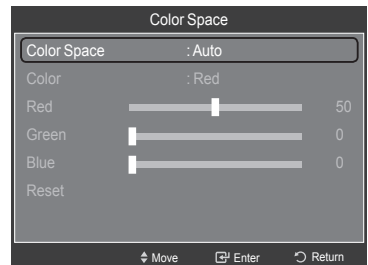 Color Space
Color Space : Auto
Color : Red
Red 50
Green 0
Blue 0
Reset
Move Enter Return